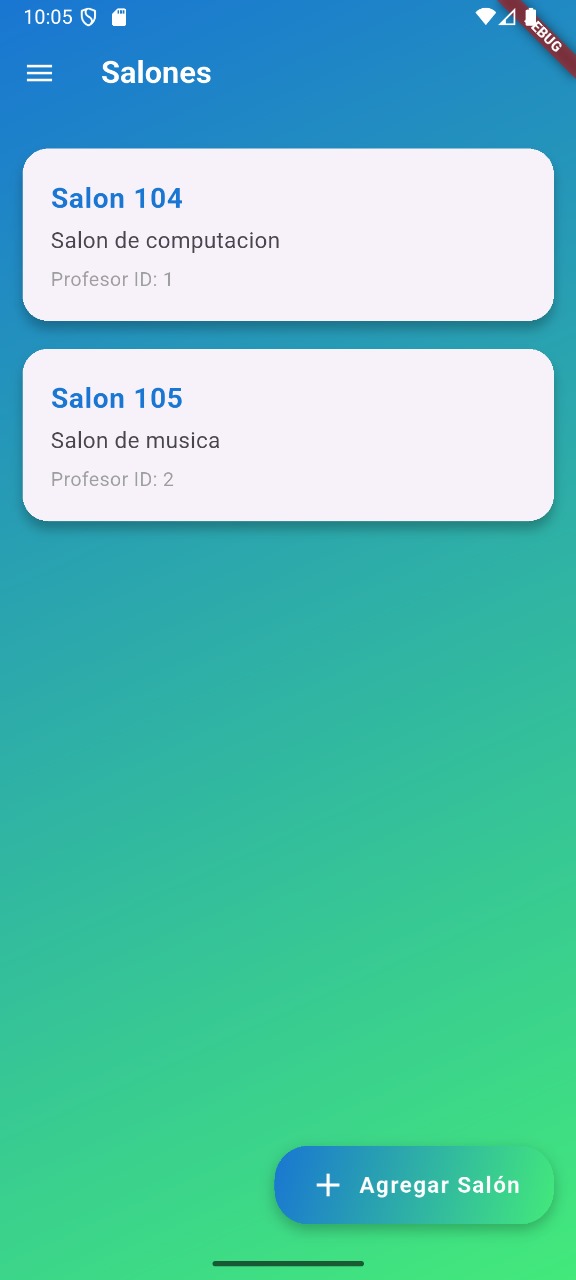 10:05
Salones
Salon 104
Salon de computacion
Profesor ID: 1
Salon 105
Salon de musica
Profesor ID: 2
Agregar Salón